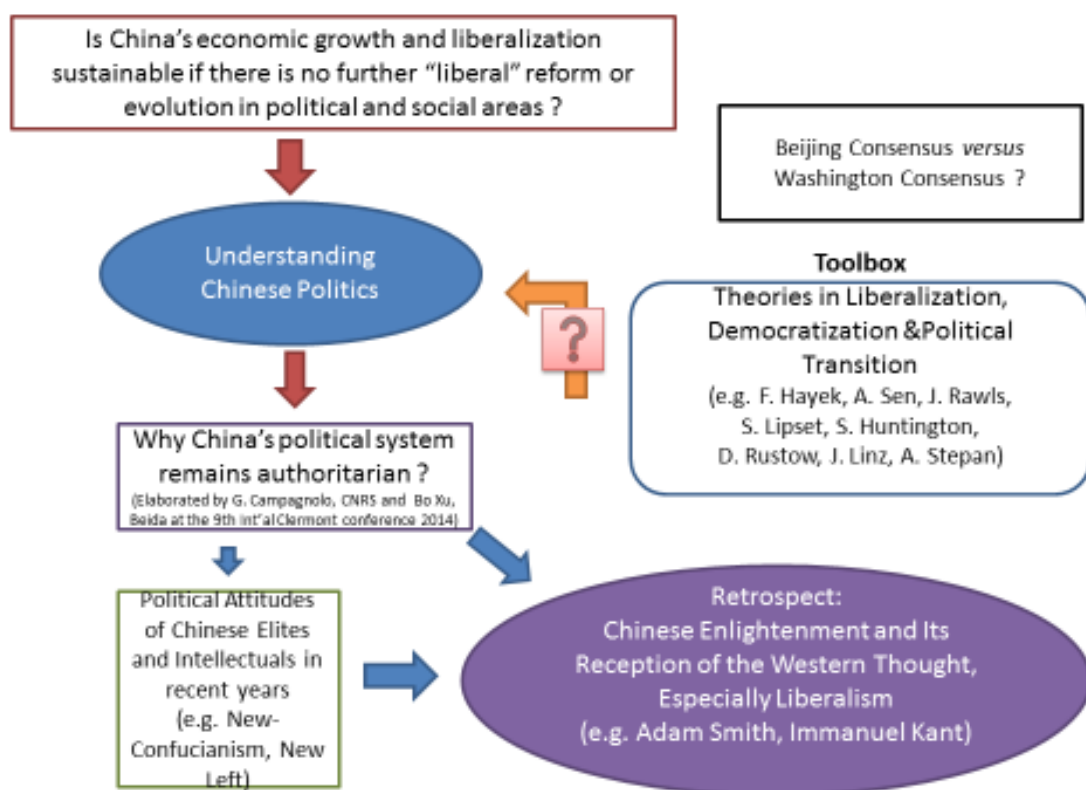 Is China's economic growth and liberalization
sustainable if there is no further “liberal” reform or
evolution in political and social areas ?
Beijing Consensus versus
Washington Consensus ?
Understanding
Chinese Politics
Toolbox
Theories in Liberalization,
Democratization &Political
Transition
(e.g. F. Hayek, A. Sen, J. Rawls,
S. Lipset, S. Huntington,
D. Rustow, J. Linz, A. Stepan)
?
Why China's political system
remains authoritarian ?
(Elaborated by G. Campagnolo, CNRS and Bo Xu,
Beida at the 9th int'al Clermont conference 2014)
Political Attitudes
of Chinese Elites
and Intellectuals in
recent years
(e.g. New-
Confucianism, New
Left)
Retrospect:
Chinese Enlightenment and Its
Reception of the Western Thought,
Especially Liberalism
(e.g. Adam Smith, Immanuel Kant)